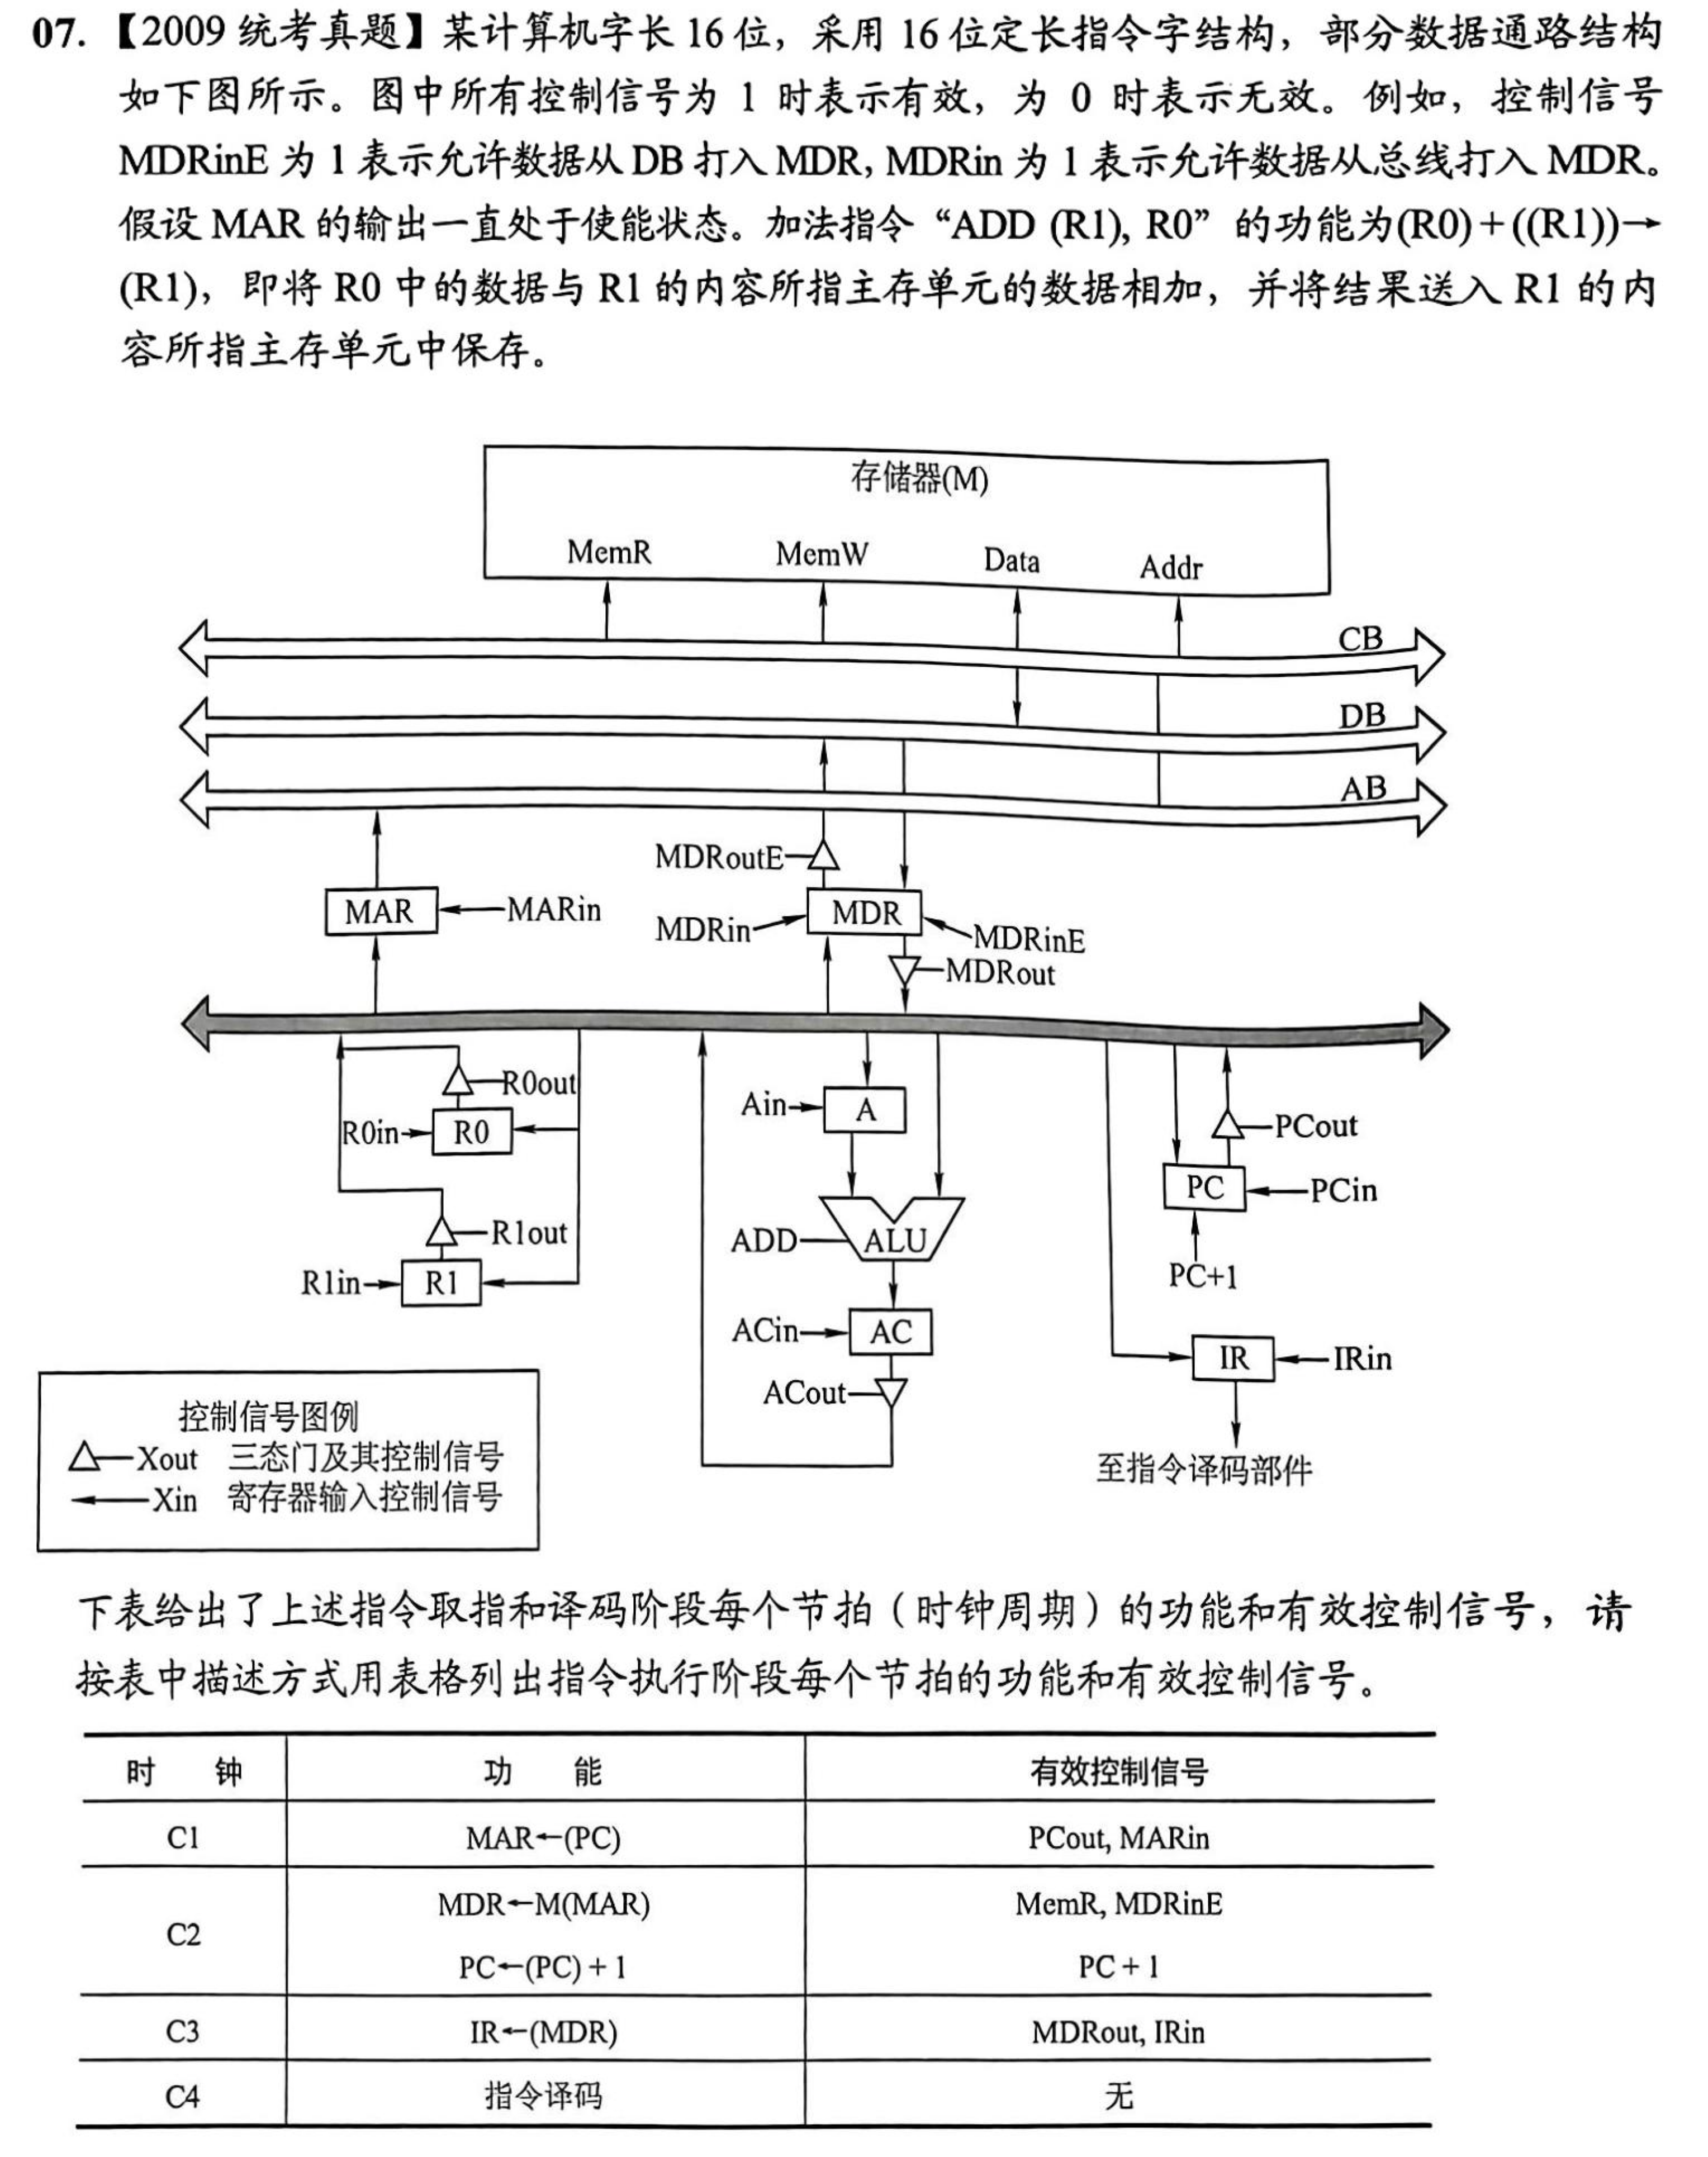 07.【2009 统考真题】某计算机字长 16 位，采用 16 位定长指令字结构，部分数据通路结构
如下图所示。图中所有控制信号为 1 时表示有效，为 0 时表示无效。例如，控制信号
MDRinE 为 1 表示允许数据从 DB 打入 MDR, MDRin 为 1 表示允许数据从总线打入 MDR。
假设 MAR 的输出一直处于使能状态。加法指令“ADD (R1), R0”的功能为(R0)+((R1))→
(R1)，即将 R0 中的数据与 R1 的内容所指主存单元的数据相加，并将结果送入 R1 的内
容所指主存单元中保存。
存储器(M)
MemR MemW Data Addr
CB
DB
AB
MDRoutE
MAR MARin
MDRin MDR MDRinE
MDRout
R0out
R0in R0
R1out
R1in R1
Ain A
ADD ALU
ACin AC
ACout
PCout
PC PCin
PC+1
IR IRin
至指令译码部件
控制信号图例
Xout 三态门及其控制信号
Xin 寄存器输入控制信号
下表给出了上述指令取指和译码阶段每个节拍（时钟周期）的功能和有效控制信号，请
按表中描述方式用表格列出指令执行阶段每个节拍的功能和有效控制信号。
时 钟 功 能 有效控制信号
C1 MAR←(PC) PCout, MARin
C2 MDR←M(MAR) MemR, MDRinE
PC←(PC) + 1 PC + 1
C3 IR←(MDR) MDRout, IRin
C4 指令译码 无